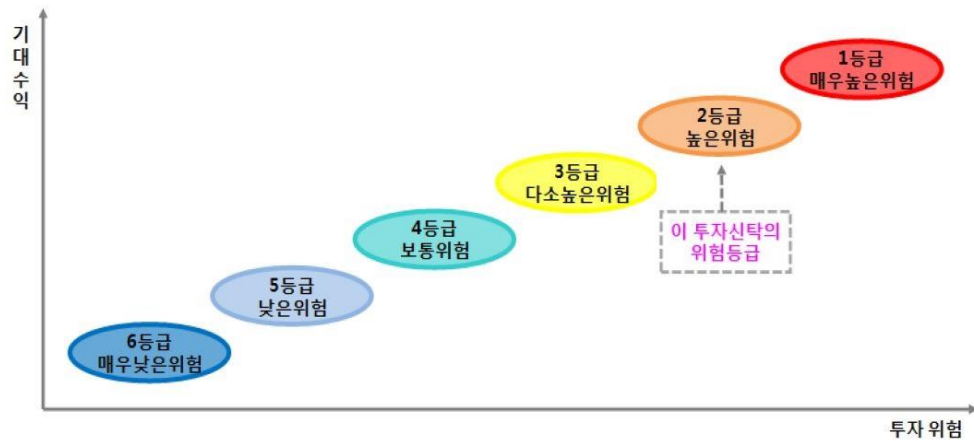 기대수익
1등급
매우높은위험
2등급
높은위험
3등급
다소높은위험
이 투자신탁의
위험등급
4등급
보통위험
5등급
낮은위험
6등급
매우낮은위험
투자 위험